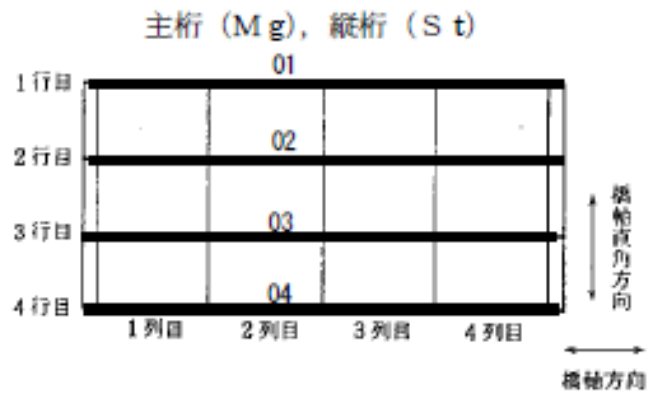 主桁（Mg），縦桁（St）
01
1行目
02
2行目
03
3行目
04
4行目
1列目
2列目
3列目
4列目
橋軸直角方向
橋軸方向